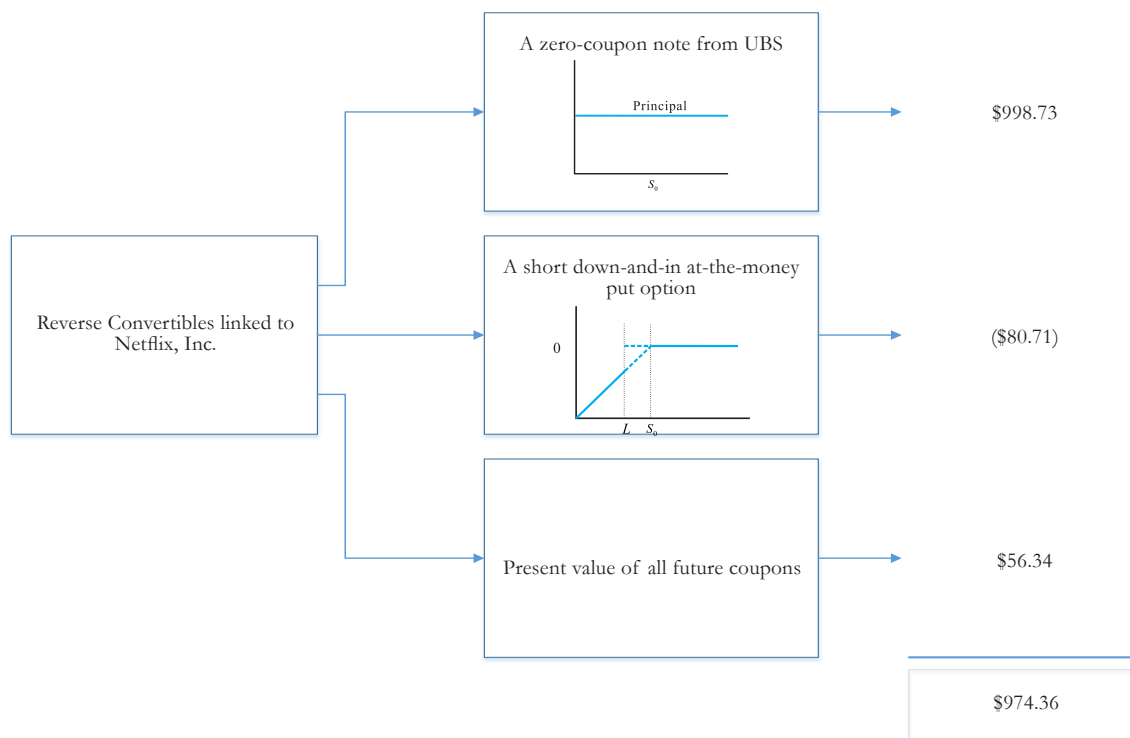 A zero-coupon note from UBS
Principal
S₀
$998.73
Reverse Convertibles linked to
Netflix, Inc.
A short down-and-in at-the-money
put option
0
L S₀
($80.71)
Present value of all future coupons
$56.34
$974.36